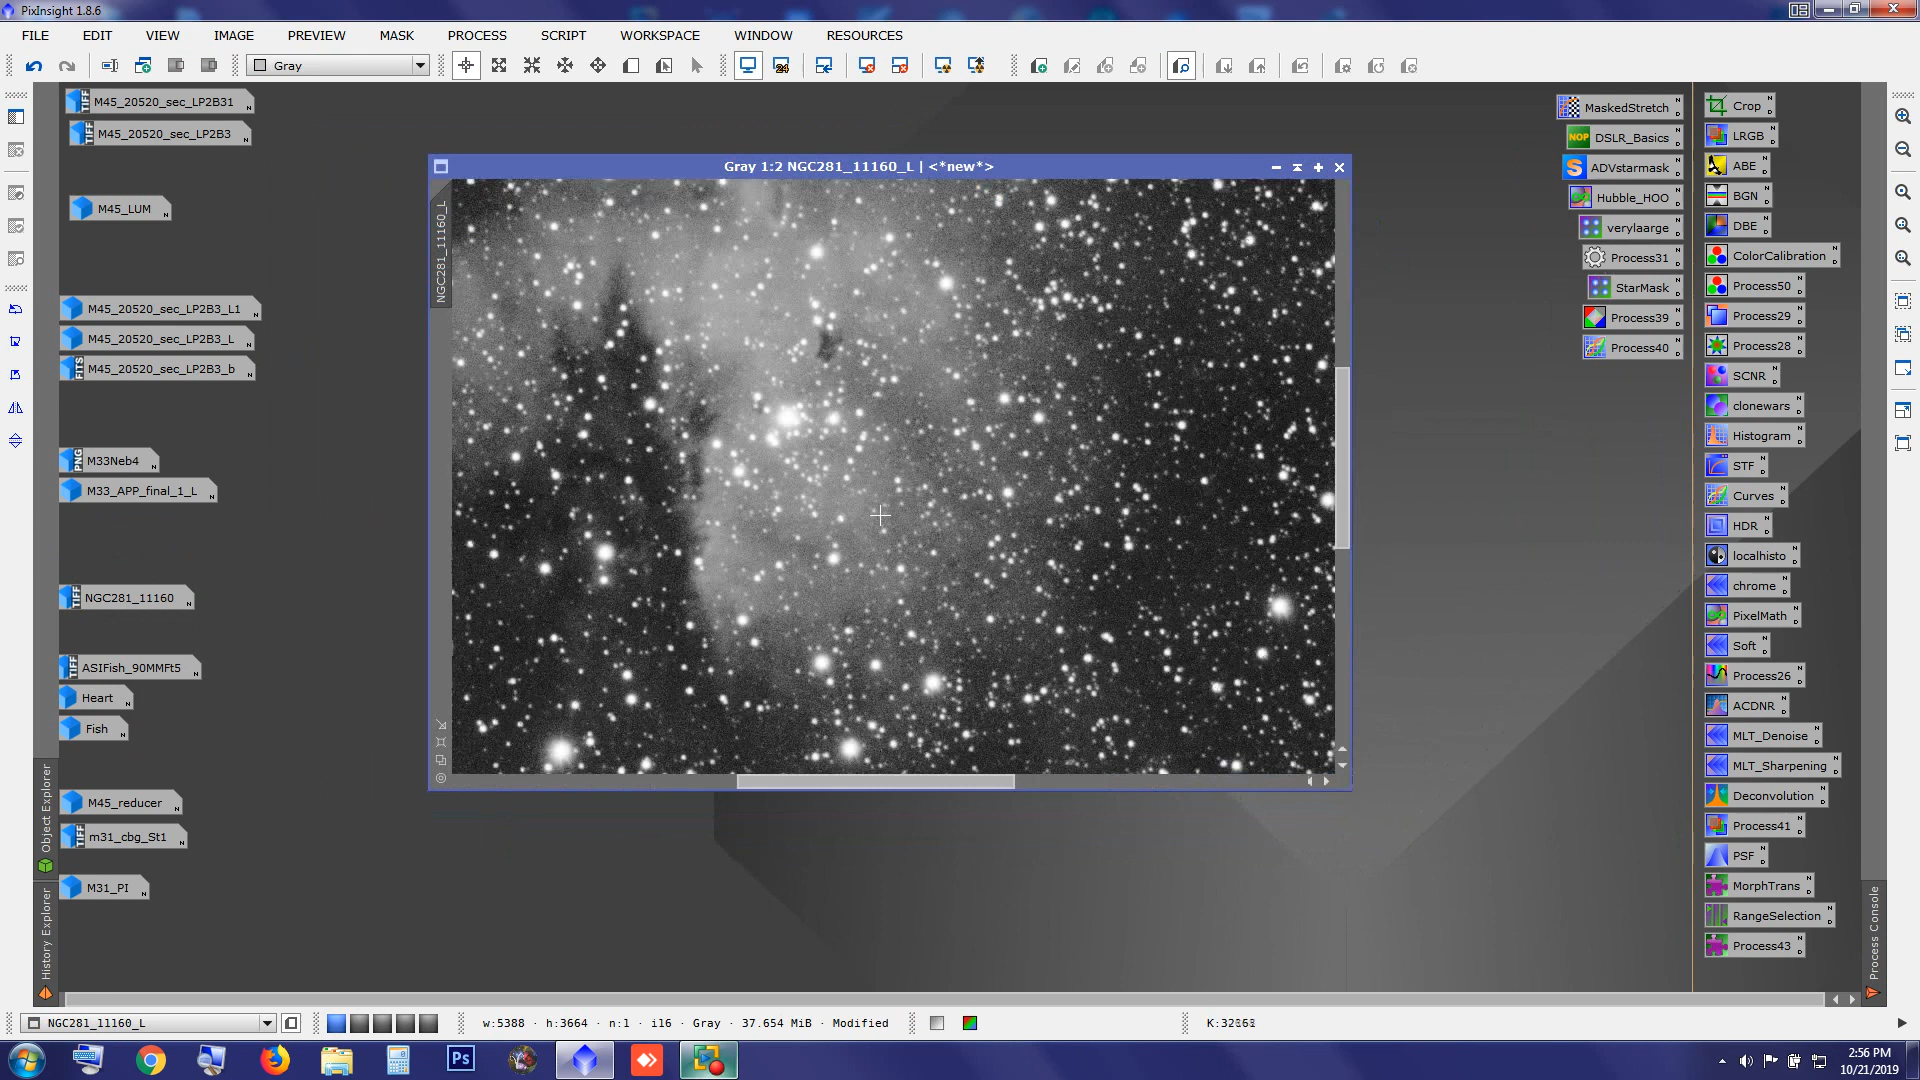 PixInsight 1.8.6
FILE EDIT VIEW IMAGE PREVIEW MASK PROCESS SCRIPT WORKSPACE WINDOW RESOURCES
24
Gray
M45_20520_sec_LP2B31
M45_20520_sec_LP2B3
M45_LUM
M45_20520_sec_LP2B3_L1
M45_20520_sec_LP2B3_L
M45_20520_sec_LP2B3_b
M33Neb4
M33_APP_final_1_L
NGC281_11160
ASIFish_90MMFt5
Heart
Fish
M45_reducer
m31_cbg_St1
M31_PI
Object Explorer
History Explorer
Gray 1:2 NGC281_11160_L | <*new*>
NGC281_11160_L
MaskedStretch
NOP DSLR_Basics
S ADVstarmask
Hubble_HOO
verylaarge
Process31
StarMask
Process39
Process40
Crop
LRGB
ABE
BGN
DBE
ColorCalibration
Process50
Process29
Process28
SCNR
clonewars
Histogram
STF
Curves
HDR
localhisto
chrome
PixelMath
Soft
Process26
ACDNR
MLT_Denoise
MLT_Sharpening
Deconvolution
Process41
PSF
MorphTrans
RangeSelection
Process43
Process Console
NGC281_11160_L
w:5388 · h:3664 · n:1 · i16 · Gray · 37.654 MiB · Modified
Ps
2:56 PM
10/21/2019